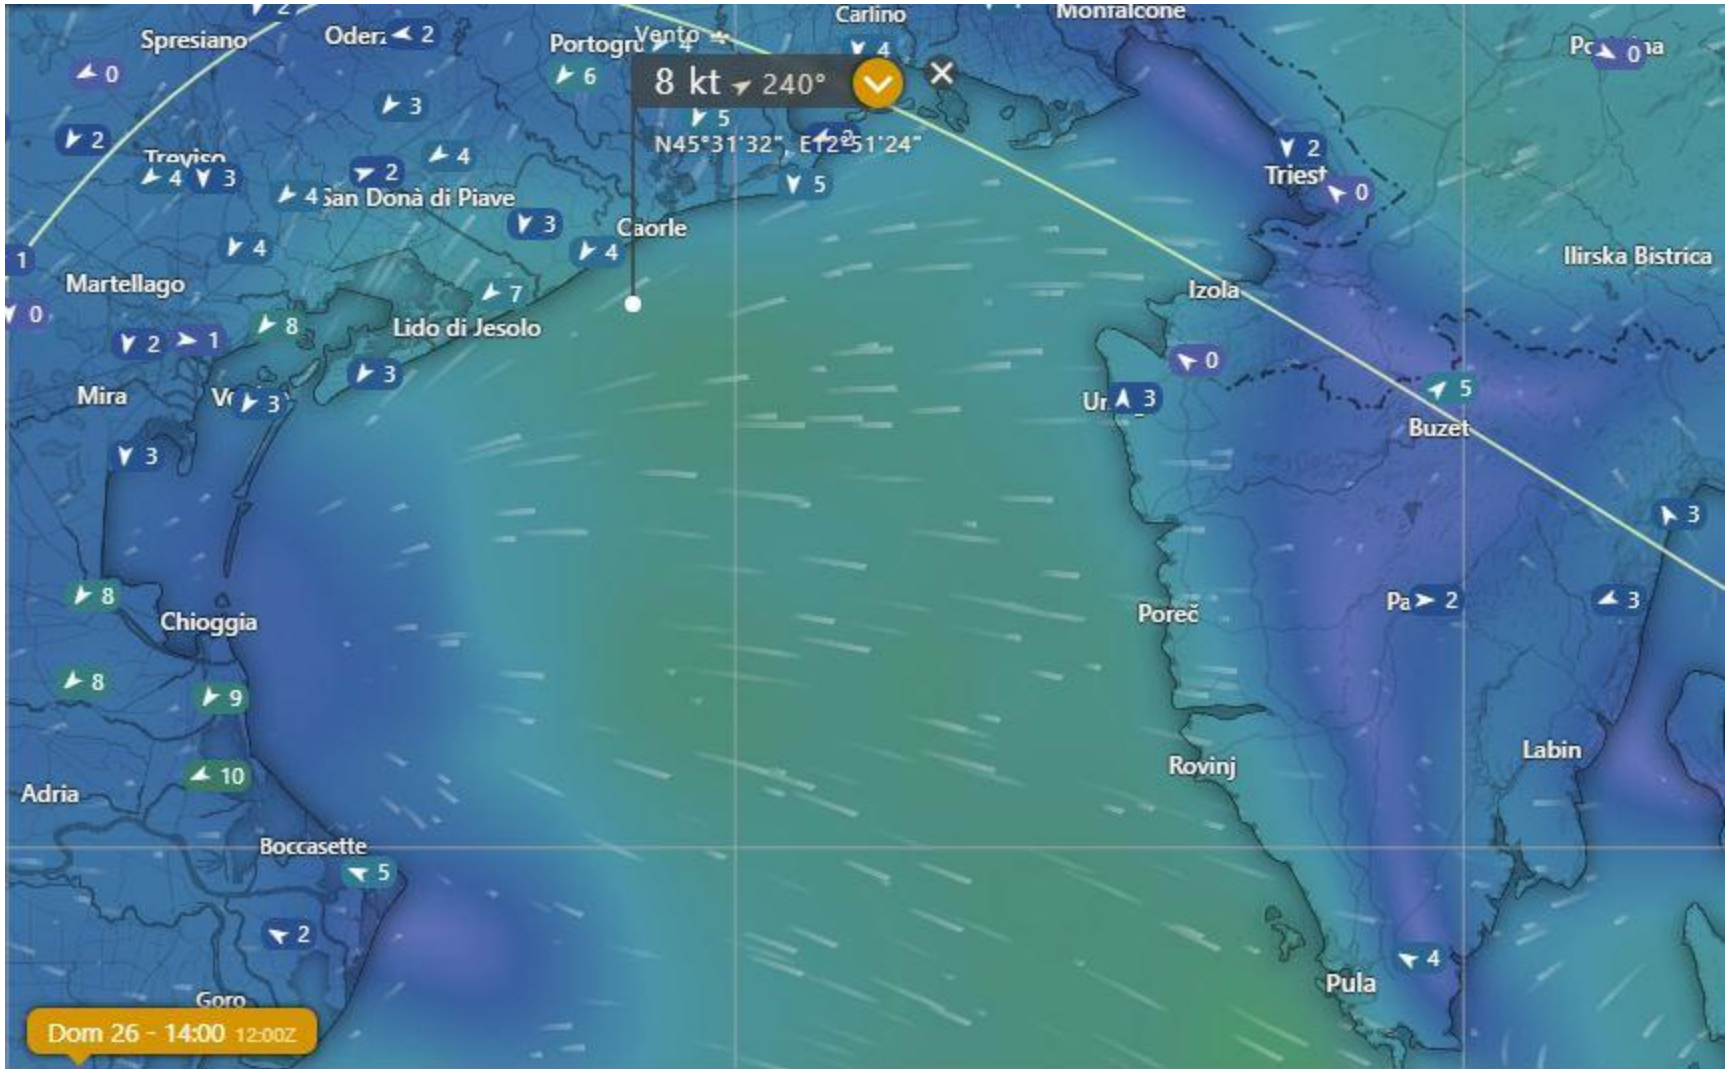 2
Carlino
Monfalcone
Spresiano
2
Vento
4
4
0
0
6
8 kt 240°
3
5
2
N45°31'32", E12°51'24"
2
2
Treviso
4
4
3
2
Triest
0
4
San Donà di Piave
5
3
Caorle
4
4
Ilirska Bistrica
1
Martellago
7
Izola
0
8
Lido di Jesolo
2
1
0
3
5
Mira
3
3
Buzet
3
3
8
Poreč
2
3
Chioggia
8
9
Labin
Rovinj
10
Adria
Boccasette
5
2
4
Pula
Goro
Dom 26 - 14:00 12:00Z